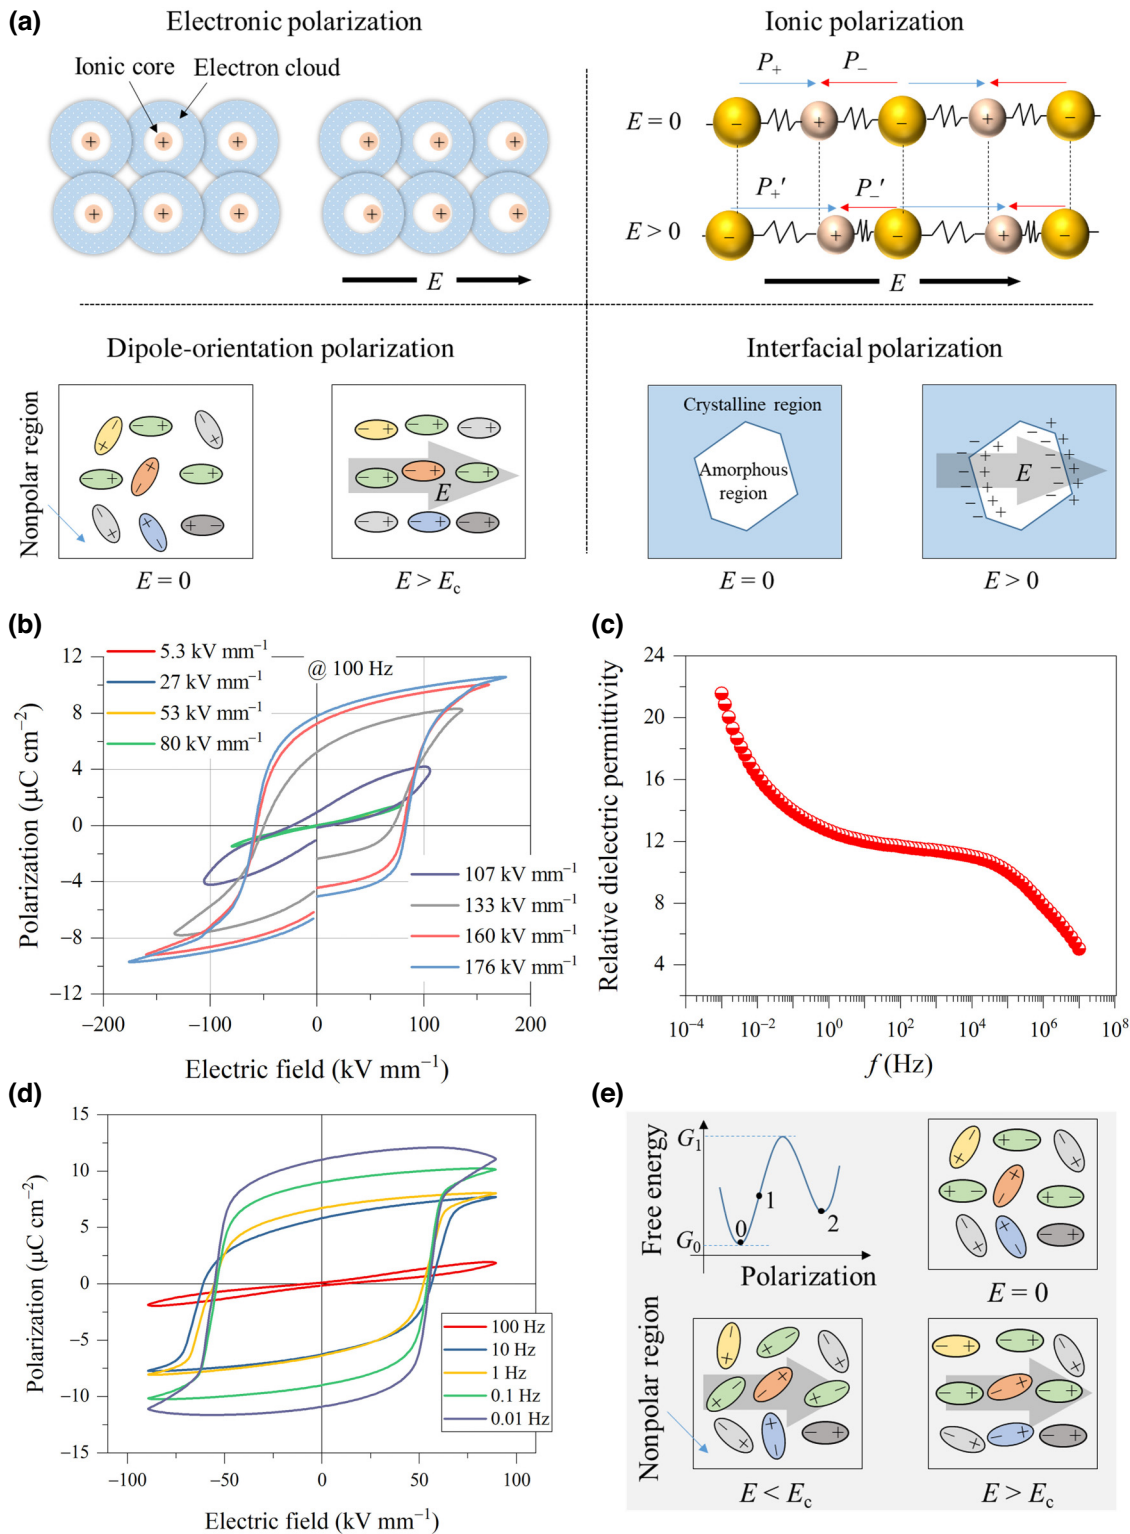 (a)
Electronic polarization
Ionic core
Electron cloud
E
Ionic polarization
P₊
P₋
E = 0
P₊′
P₋′
E > 0
E
Dipole-orientation polarization
Nonpolar region
E
E = 0
E > Ec
Interfacial polarization
Crystalline region
Amorphous
region
E
E = 0
E > 0
(b)
5.3 kV mm⁻¹
27 kV mm⁻¹
53 kV mm⁻¹
80 kV mm⁻¹
@ 100 Hz
107 kV mm⁻¹
133 kV mm⁻¹
160 kV mm⁻¹
176 kV mm⁻¹
12
8
4
0
−4
−8
−12
−200 −100 0 100 200
Polarization (μC cm⁻²)
Electric field (kV mm⁻¹)
(c)
24
20
16
12
8
4
10⁻⁴ 10⁻² 10⁰ 10² 10⁴ 10⁶ 10⁸
Relative dielectric permittivity
f (Hz)
(d)
15
10
5
0
−5
−10
−15
−100 −50 0 50 100
100 Hz
10 Hz
1 Hz
0.1 Hz
0.01 Hz
Polarization (μC cm⁻²)
Electric field (kV mm⁻¹)
(e)
Free energy
G₁
G₀
0
1
2
Polarization
E = 0
Nonpolar region
E < Ec
E > Ec